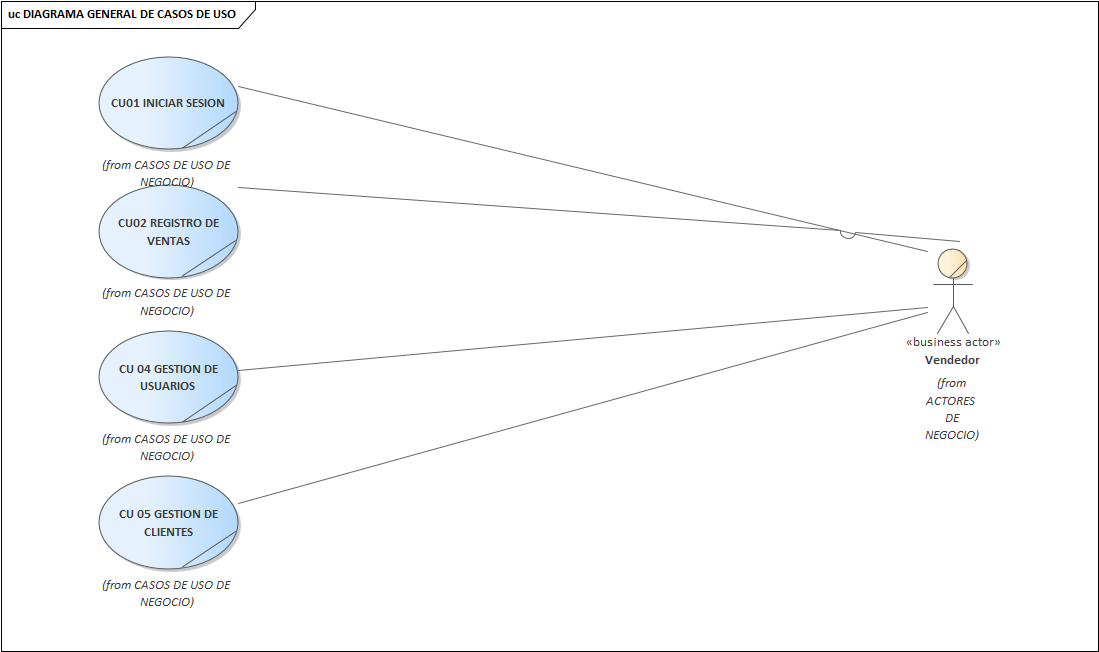 uc DIAGRAMA GENERAL DE CASOS DE USO
CU01 INICIAR SESION
(from CASOS DE USO DE
NEGOCIO)
CU02 REGISTRO DE
VENTAS
(from CASOS DE USO DE
NEGOCIO)
CU 04 GESTION DE
USUARIOS
(from CASOS DE USO DE
NEGOCIO)
CU 05 GESTION DE
CLIENTES
(from CASOS DE USO DE
NEGOCIO)
«business actor»
Vendedor
(from
ACTORES
DE
NEGOCIO)